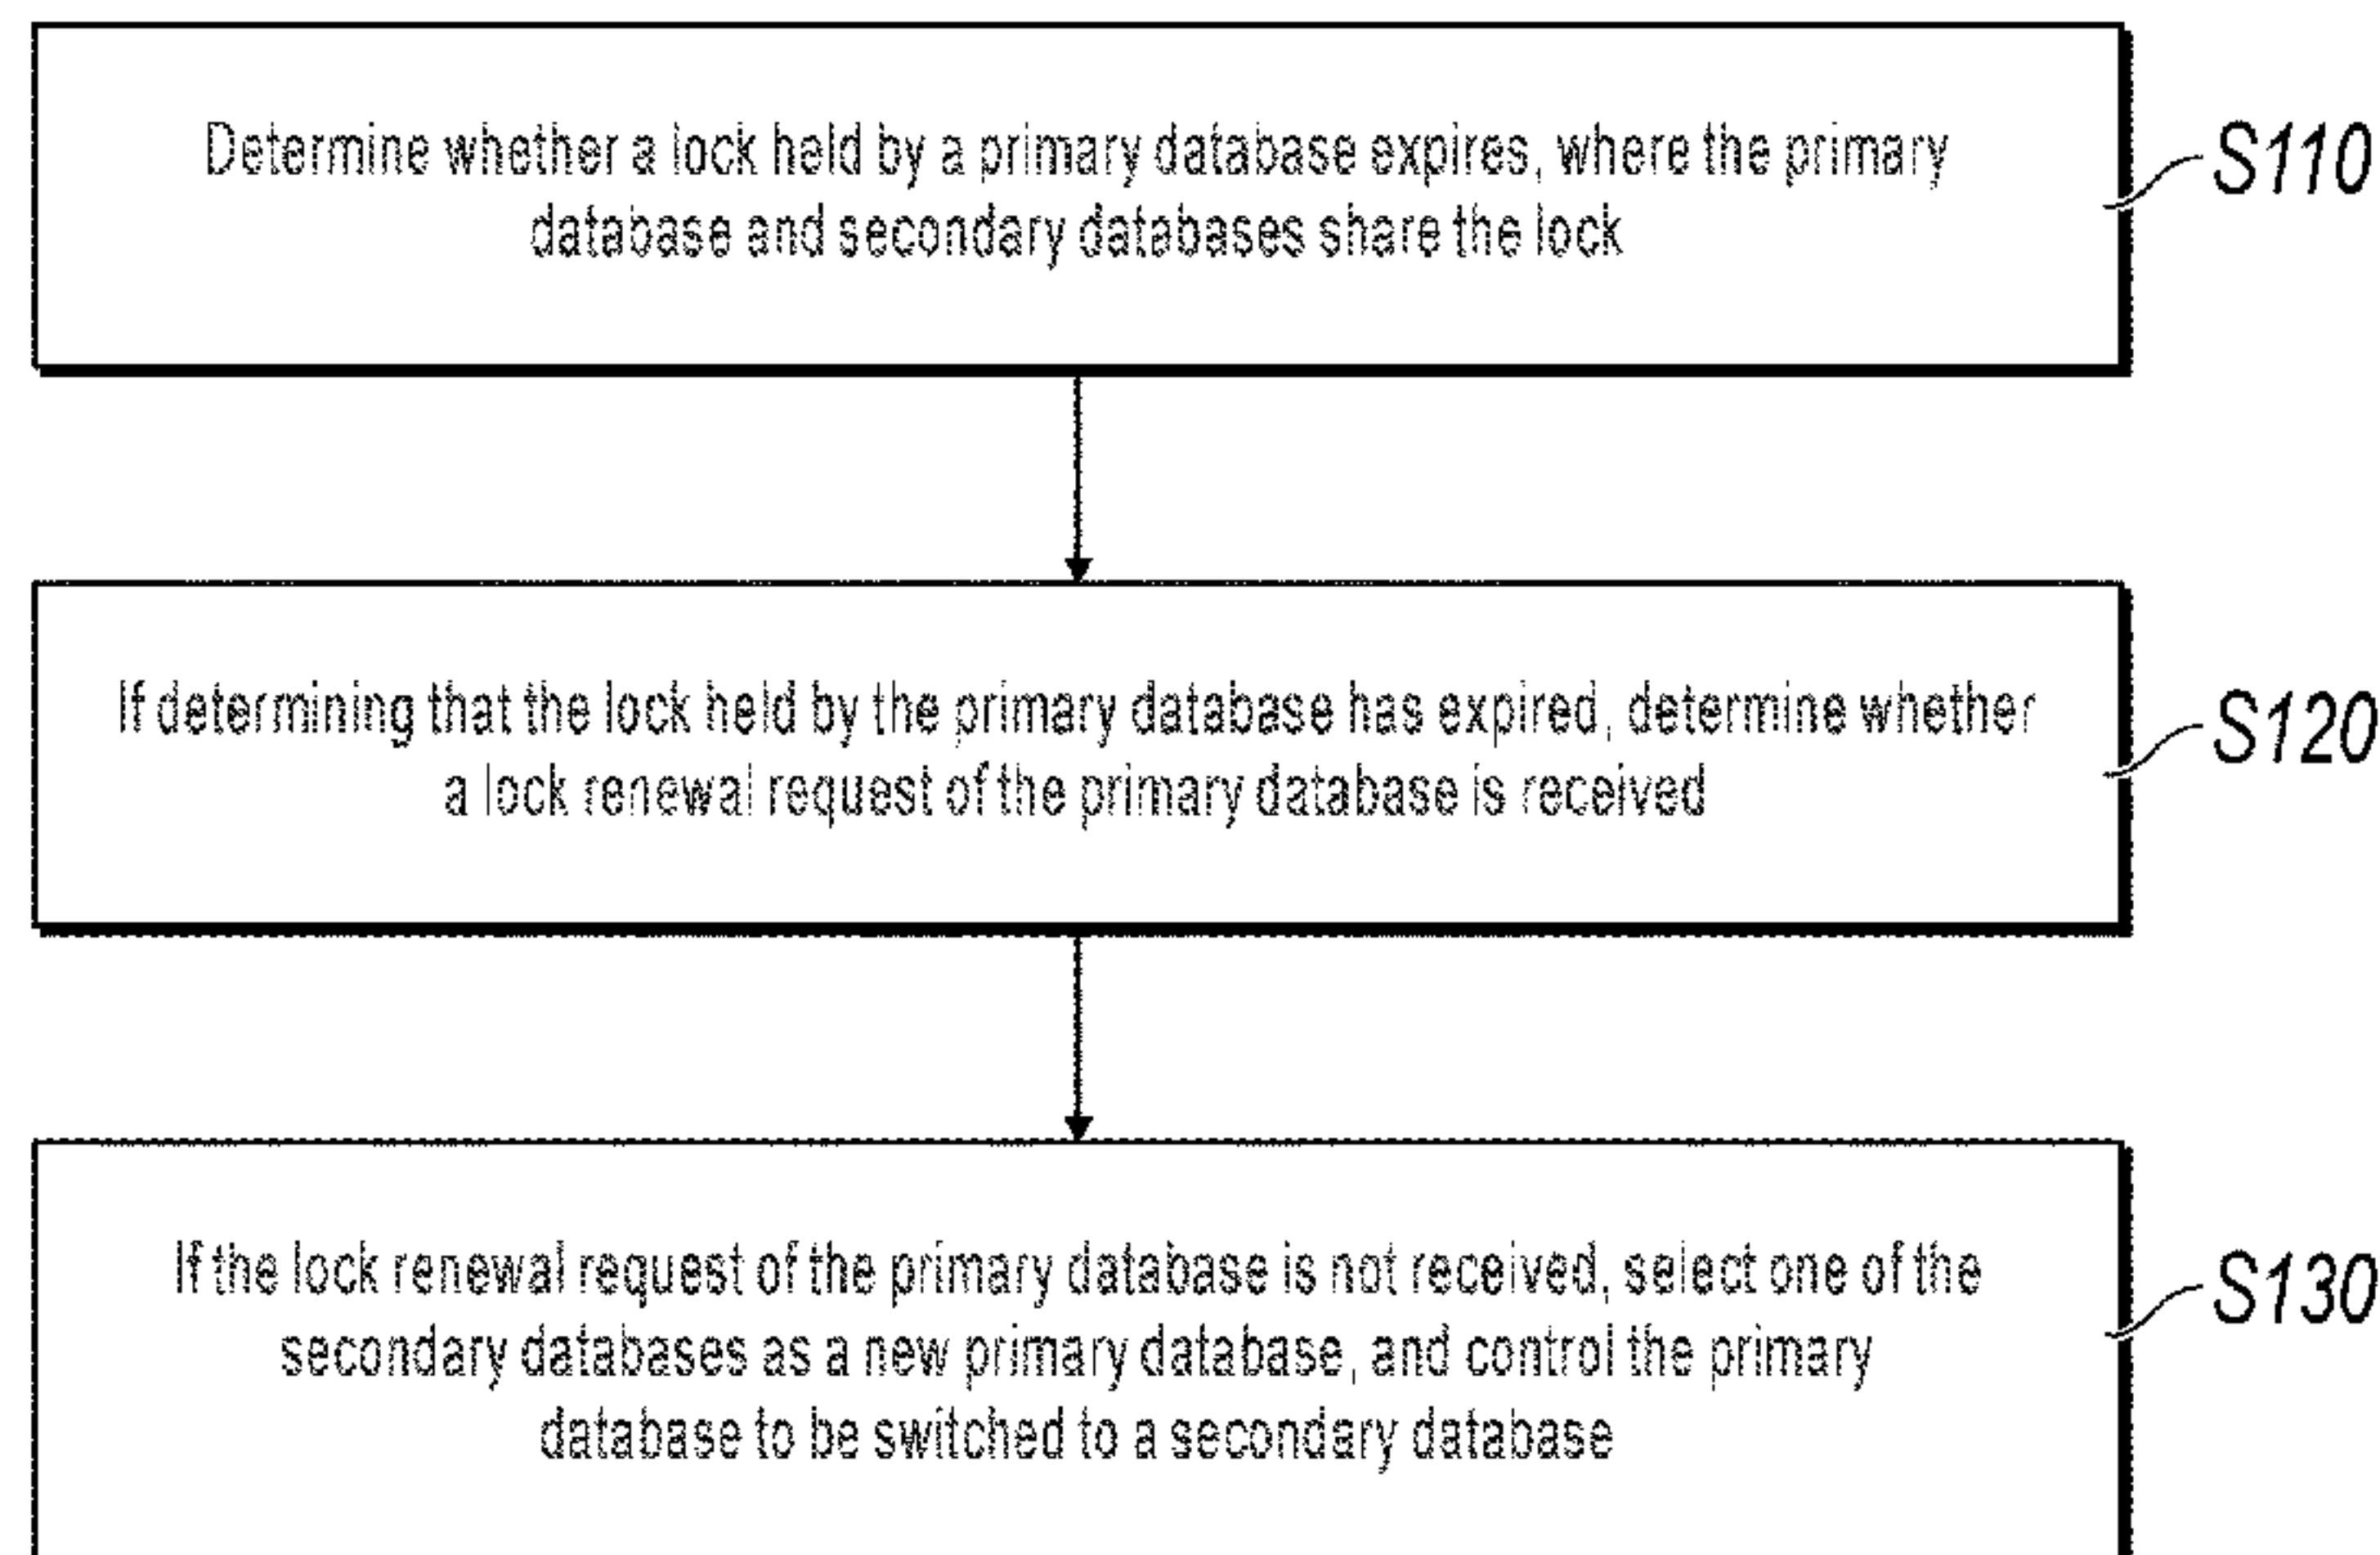 Determine whether a lock held by a primary database expires, where the primary
database and secondary databases share the lock
S110
If determining that the lock held by the primary database has expired, determine whether
a lock renewal request of the primary database is received
S120
If the lock renewal request of the primary database is not received, select one of the
secondary databases as a new primary database, and control the primary
database to be switched to a secondary database
S130